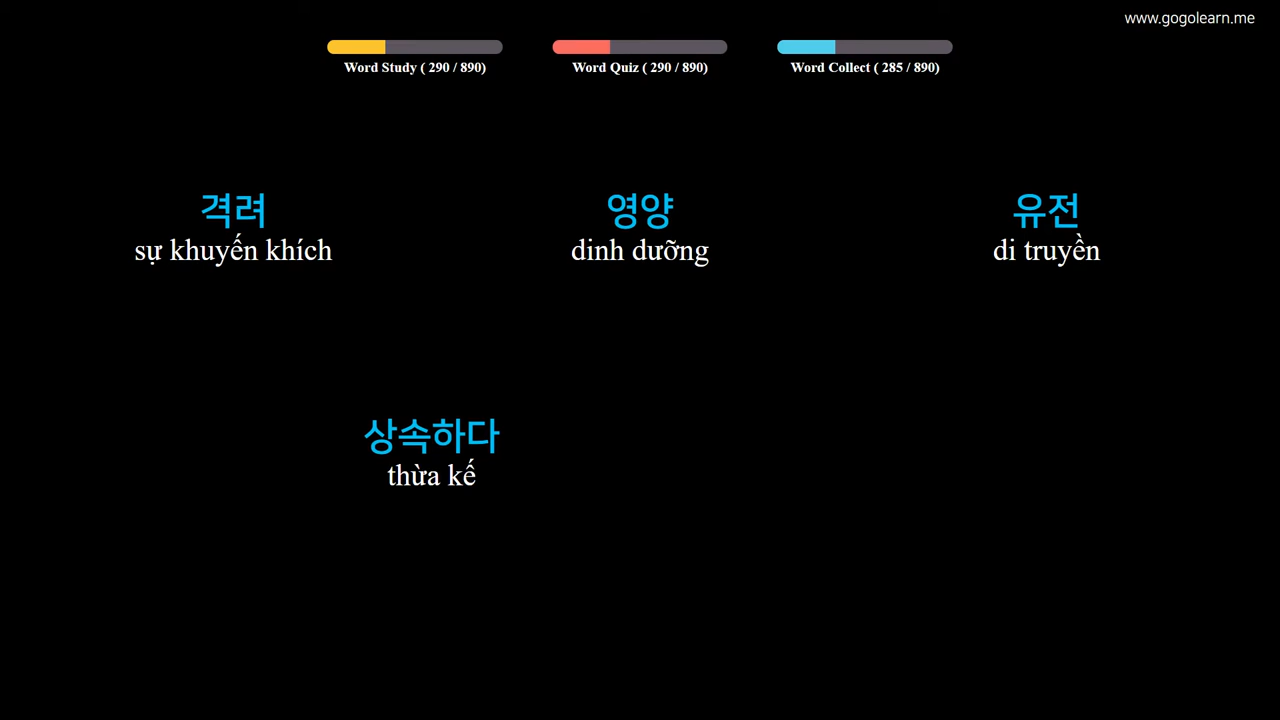 www.gogolearn.me
Word Study ( 290 / 890)
Word Quiz ( 290 / 890)
Word Collect ( 285 / 890)
격려
sự khuyến khích
영양
dinh dưỡng
유전
di truyền
상속하다
thừa kế